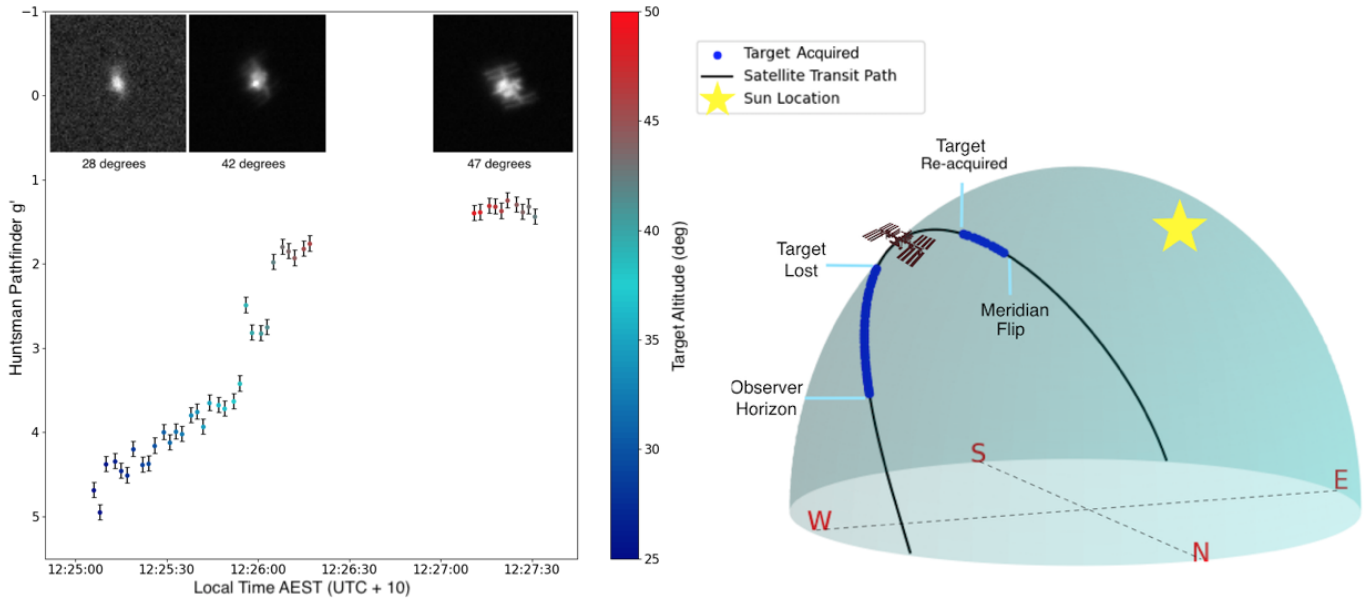 −1
0
1
2
3
4
5
Huntsman Pathfinder g'
28 degrees
42 degrees
47 degrees
12:25:00
12:25:30
12:26:00
12:26:30
12:27:00
12:27:30
Local Time AEST (UTC + 10)
50
45
40
35
30
25
Target Altitude (deg)
Target Acquired
Satellite Transit Path
Sun Location
Target
Re-acquired
Target
Lost
Meridian
Flip
Observer
Horizon
S
E
W
N